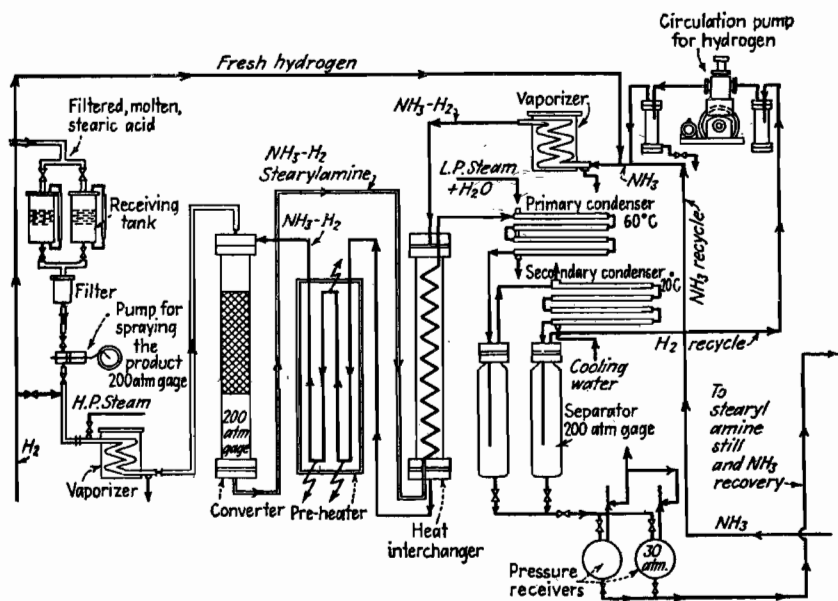 Circulation pump
for hydrogen
Fresh hydrogen
Filtered, molten,
stearic acid
NH3-H2
Vaporizer
NH3-H2
Stearylamine
L.P. Steam
+H2O
NH3
Receiving
tank
NH3-H2
Primary condenser
60°C
NH3 recycle
Secondary condenser
20°C
Filter
Pump for
spraying
the
product
200 atm gage
H2 recycle
Cooling
water
H.P. Steam
200
atm
gage
Separator
200 atm gage
To
stearyl
amine
still
and NH3
recovery
H2
Vaporizer
Converter
Pre-heater
Heat
interchanger
NH3
Pressure
receivers
30
atm.